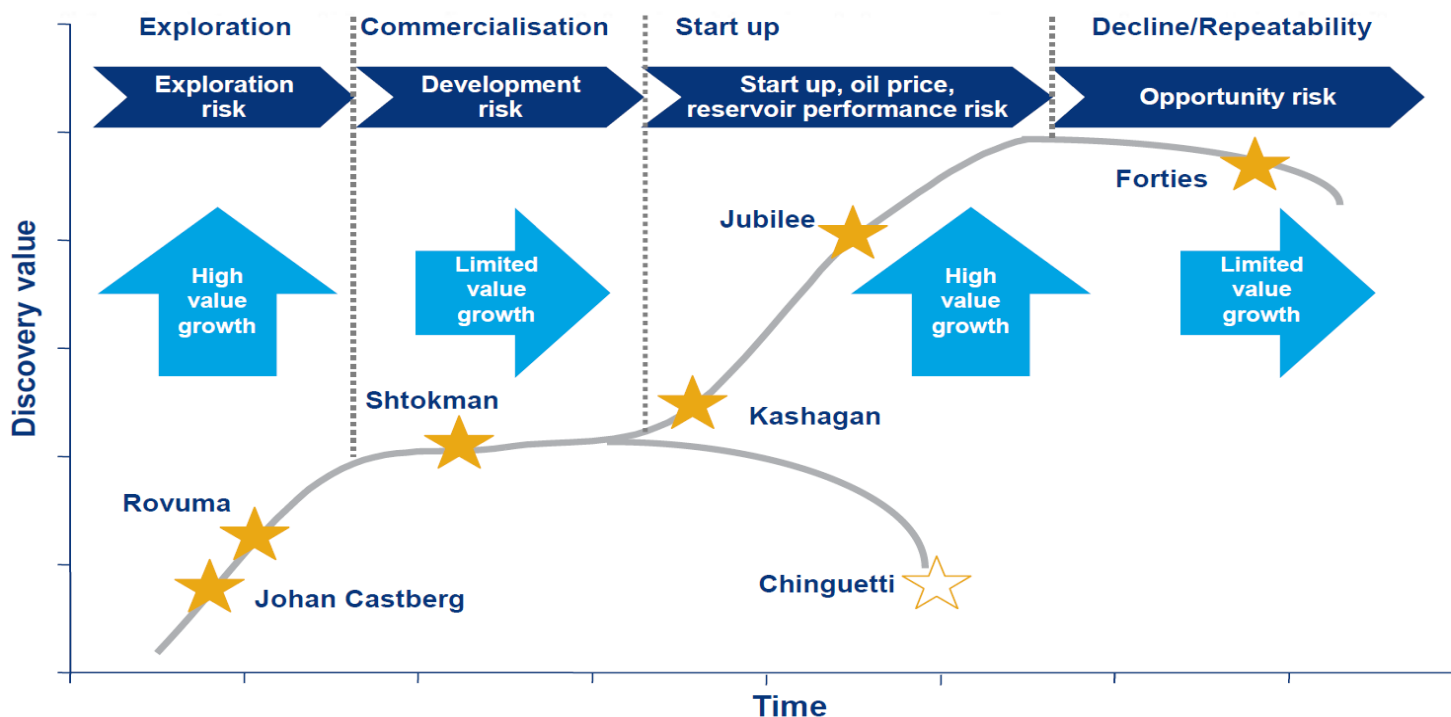 Exploration
Commercialisation
Start up
Decline/Repeatability
Exploration
risk
Development
risk
Start up, oil price,
reservoir performance risk
Opportunity risk
Forties
Jubilee
High
value
growth
Limited
value
growth
High
value
growth
Limited
value
growth
Discovery value
Shtokman
Kashagan
Rovuma
Johan Castberg
Chinguetti
Time